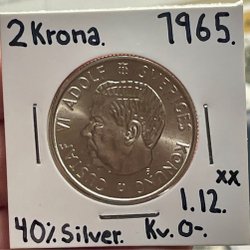 2 Krona. 1965.
GUSTAF VI ADOLF SVERIGES KONUNG
U
xx
1.12.
40% Silver. Kv. 0-.